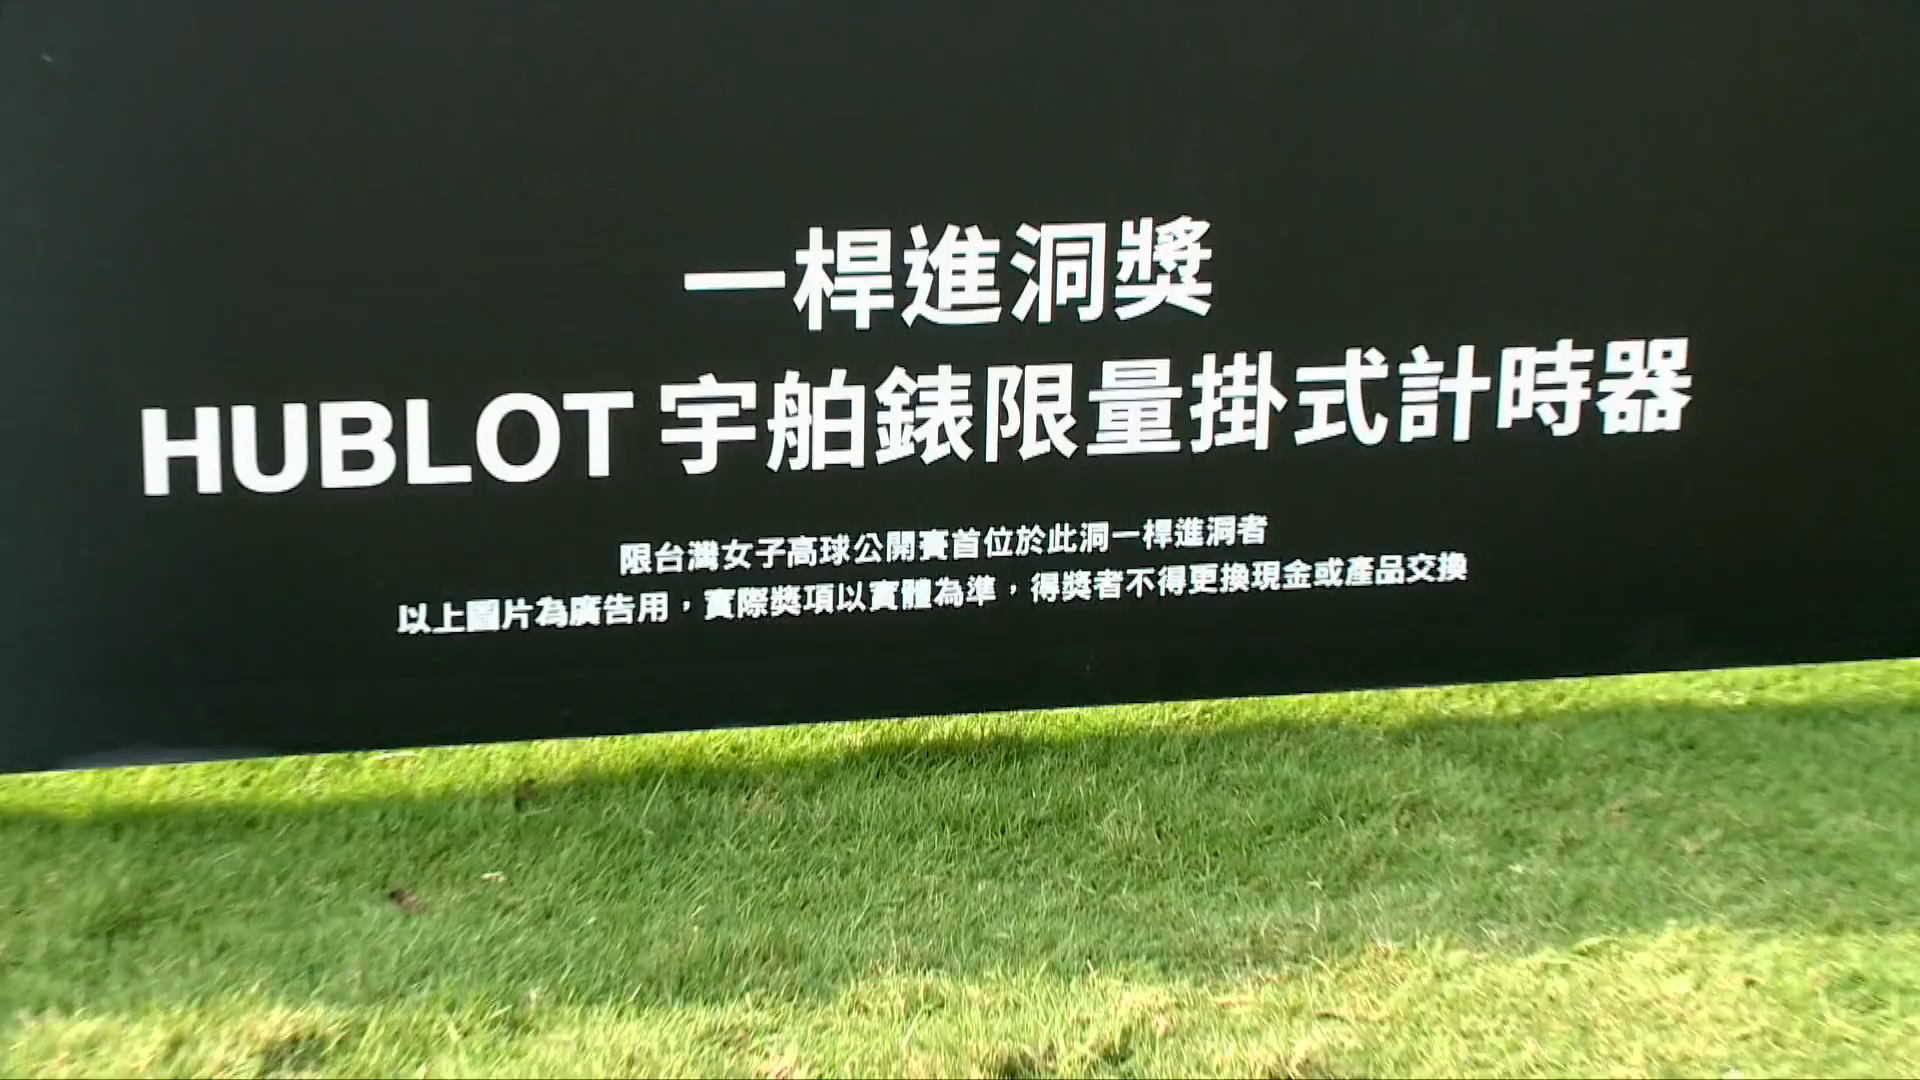 一桿進洞獎
HUBLOT 宇舶錶限量掛式計時器
限台灣女子高球公開賽首位於此洞一桿進洞者
以上圖片為廣告用，實際獎項以實體為準，得獎者不得更換現金或產品交換